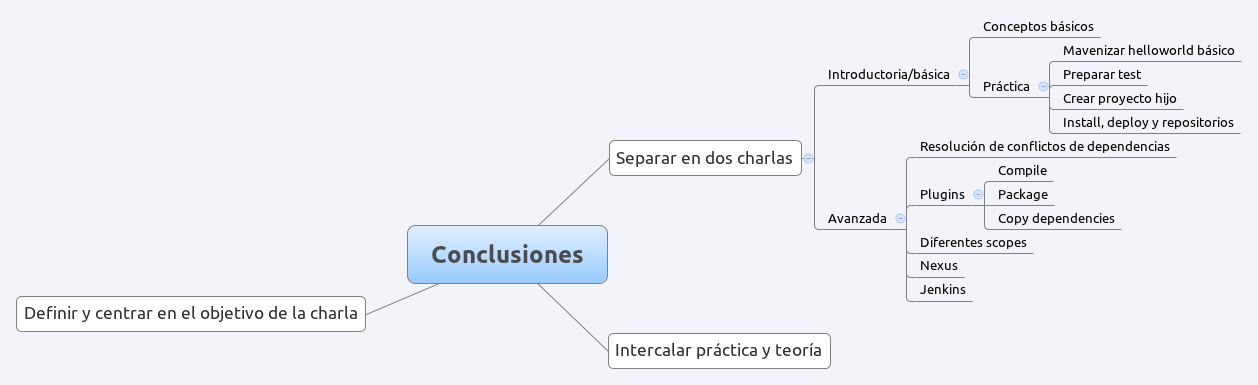 Conclusiones
Separar en dos charlas
Introductoria/básica
Conceptos básicos
Práctica
Mavenizar helloworld básico
Preparar test
Crear proyecto hijo
Install, deploy y repositorios
Avanzada
Resolución de conflictos de dependencias
Plugins
Compile
Package
Copy dependencies
Diferentes scopes
Nexus
Jenkins
Intercalar práctica y teoría
Definir y centrar en el objetivo de la charla